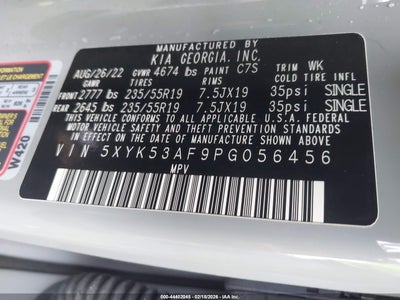 MANUFACTURED BY
KIA GEORGIA, INC.
AUG/26/22 GVWR 4674 lbs PAINT C7S TRIM WK
TIRES RIMS COLD TIRE INFL
FRONT 2777 lbs 235/55R19 7.5JX19 35psi SINGLE
REAR 2645 lbs 235/55R19 7.5JX19 35psi SINGLE
THIS VEHICLE CONFORMS TO ALL APPLICABLE U.S.A. FEDERAL
MOTOR VEHICLE SAFETY, BUMPER, AND THEFT PREVENTION STANDARDS
IN EFFECT ON THE DATE OF MANUFACTURE SHOWN ABOVE.
VIN 5XYK53AF9PG056456
MPV
W420
000-44402045 - 02/18/2026 - IAA Inc.